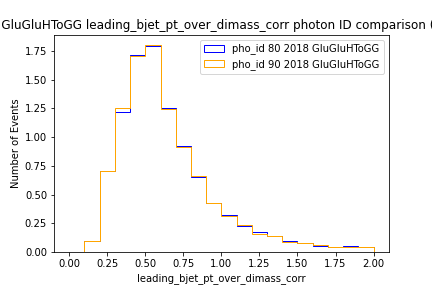 GluGluHToGG leading_bjet_pt_over_dimass_corr photon ID comparison (
pho_id 80 2018 GluGluHToGG
pho_id 90 2018 GluGluHToGG
Number of Events
1.75
1.50
1.25
1.00
0.75
0.50
0.25
0.00
0.00 0.25 0.50 0.75 1.00 1.25 1.50 1.75 2.00
leading_bjet_pt_over_dimass_corr